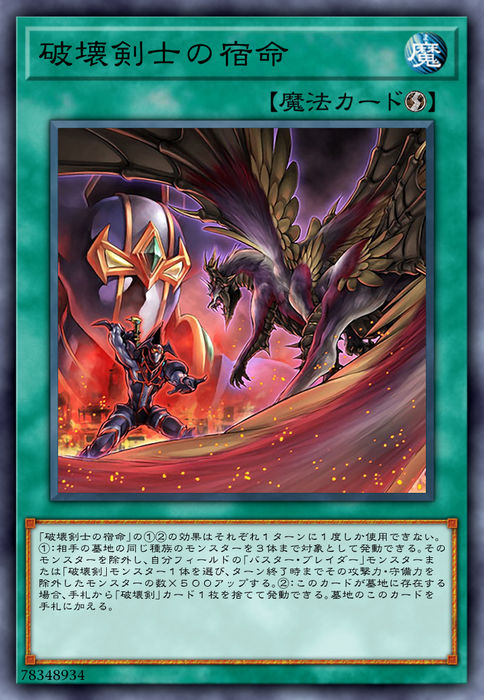 破壊剣士の宿命
魔
【魔法カード】
「破壊剣士の宿命」の①②の効果はそれぞれ１ターンに１度しか使用できない。
①：相手の墓地の同じ種族のモンスターを３体まで対象として発動できる。その
モンスターを除外し、自分フィールドの「バスター・ブレイダー」モンスターまた
は「破壊剣」モンスター１体を選び、ターン終了時までその攻撃力・守備力を
除外したモンスターの数×５００アップする。②：このカードが墓地に存在する
場合、手札から「破壊剣」カード１枚を捨てて発動できる。墓地のこのカードを
手札に加える。
78348934